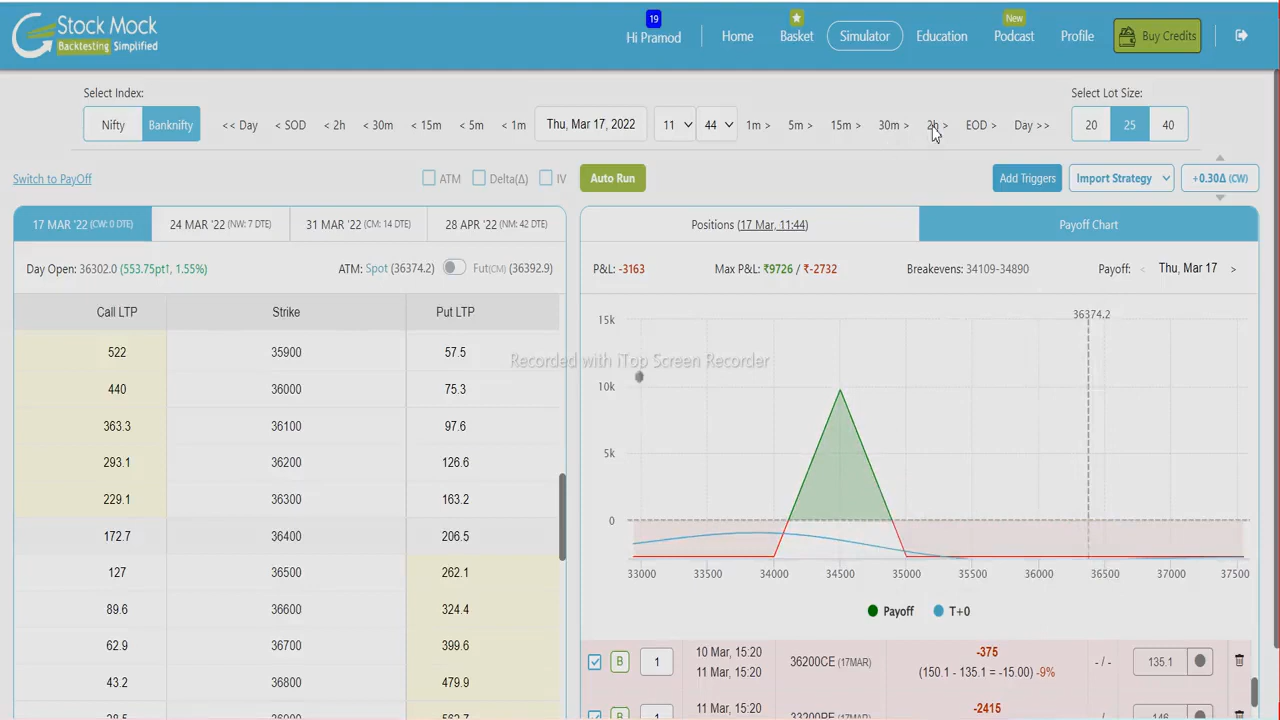 Stock Mock
Backtesting Simplified
19
Hi Pramod
Home
Basket
Simulator
Education
New
Podcast
Profile
Buy Credits
Select Index:
Select Lot Size:
Nifty
Banknifty
<< Day
< SOD
< 2h
< 30m
< 15m
< 5m
< 1m
Thu, Mar 17, 2022
11
44
1m >
5m >
15m >
30m >
2h >
EOD >
Day >>
20
25
40
Switch to PayOff
ATM
Delta(Δ)
IV
Auto Run
Add Triggers
Import Strategy
+0.30Δ (CW)
17 MAR '22 (CW: 0 DTE)
24 MAR '22 (NW: 7 DTE)
31 MAR '22 (CM: 14 DTE)
28 APR '22 (NM: 42 DTE)
Positions (17 Mar, 11:44)
Payoff Chart
Day Open: 36302.0 (553.75pt↑, 1.55%)
ATM: Spot (36374.2)
Fut(CM) (36392.9)
P&L: -3163
Max P&L: ₹9726 / ₹-2732
Breakevens: 34109-34890
Payoff: < Thu, Mar 17 >
Call LTP Strike Put LTP
522 35900 57.5
440 36000 75.3
363.3 36100 97.6
293.1 36200 126.6
229.1 36300 163.2
172.7 36400 206.5
127 36500 262.1
89.6 36600 324.4
62.9 36700 399.6
43.2 36800 479.9
36374.2
15k
10k
5k
0
33000 33500 34000 34500 35000 35500 36000 36500 37000 37500
Payoff T+0
Recorded with iTop Screen Recorder
B
1
10 Mar, 15:20
11 Mar, 15:20
36200CE (17MAR)
-375
(150.1 - 135.1 = -15.00) -9%
- / -
135.1
11 Mar, 15:20
-2415